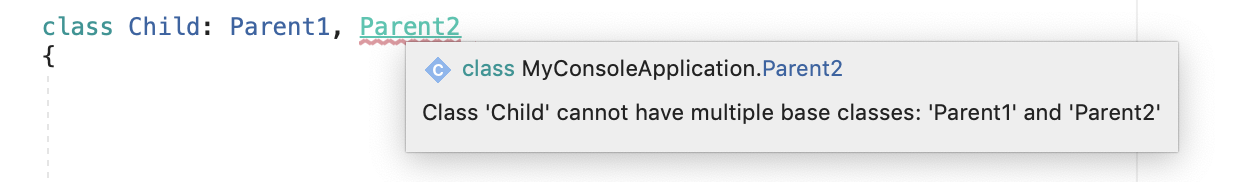 class Child: Parent1, Parent2
{
C class MyConsoleApplication.Parent2
Class 'Child' cannot have multiple base classes: 'Parent1' and 'Parent2'